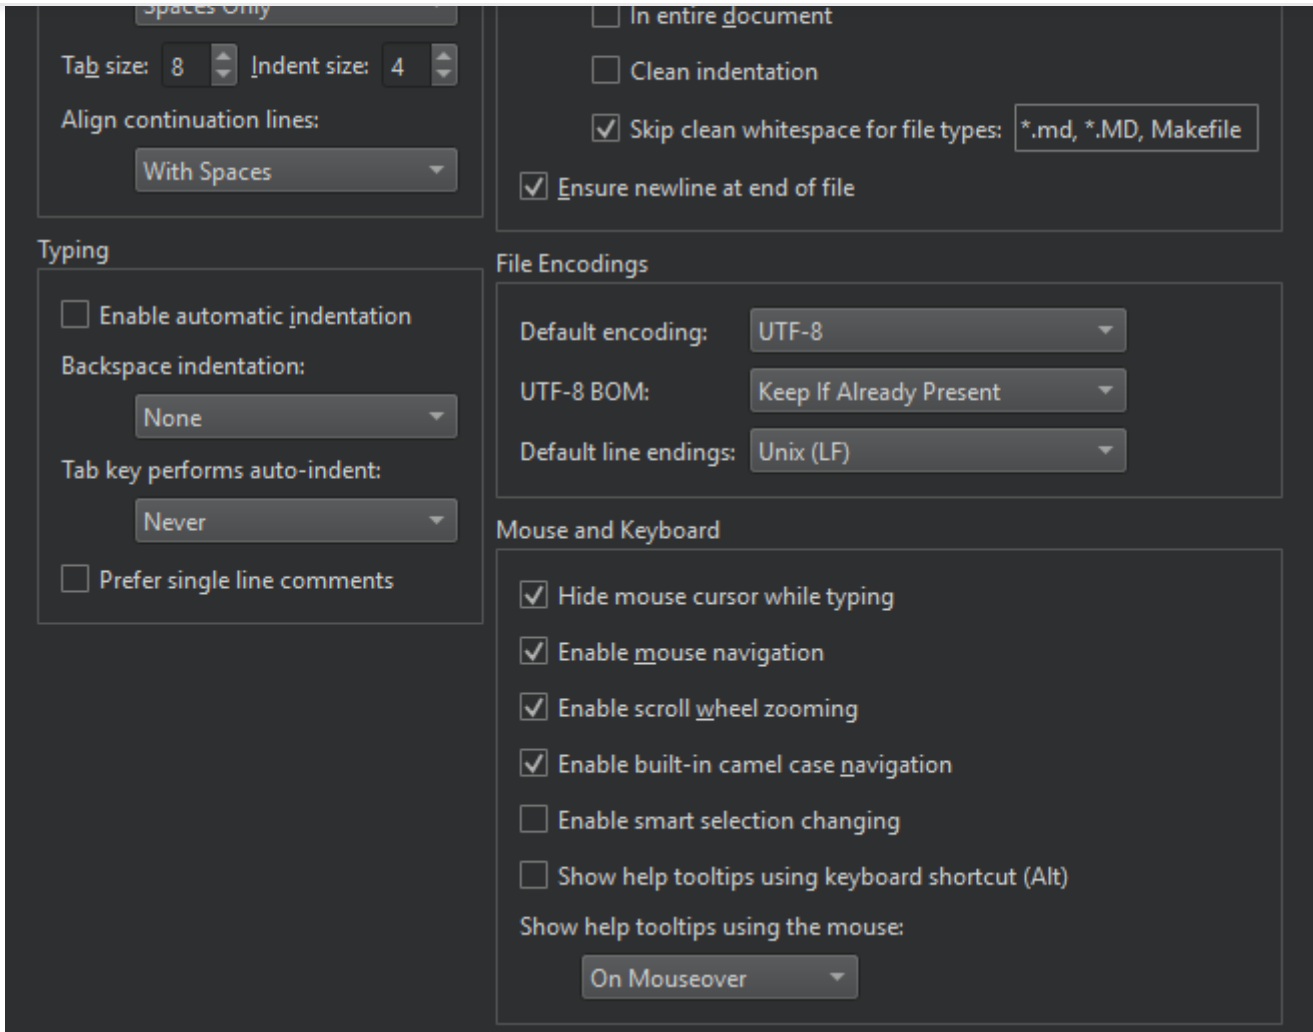 Spaces Only
Tab size: 8 Indent size: 4
Align continuation lines:
With Spaces
Typing
Enable automatic indentation
Backspace indentation:
None
Tab key performs auto-indent:
Never
Prefer single line comments
In entire document
Clean indentation
Skip clean whitespace for file types: *.md, *.MD, Makefile
Ensure newline at end of file
File Encodings
Default encoding: UTF-8
UTF-8 BOM: Keep If Already Present
Default line endings: Unix (LF)
Mouse and Keyboard
Hide mouse cursor while typing
Enable mouse navigation
Enable scroll wheel zooming
Enable built-in camel case navigation
Enable smart selection changing
Show help tooltips using keyboard shortcut (Alt)
Show help tooltips using the mouse:
On Mouseover